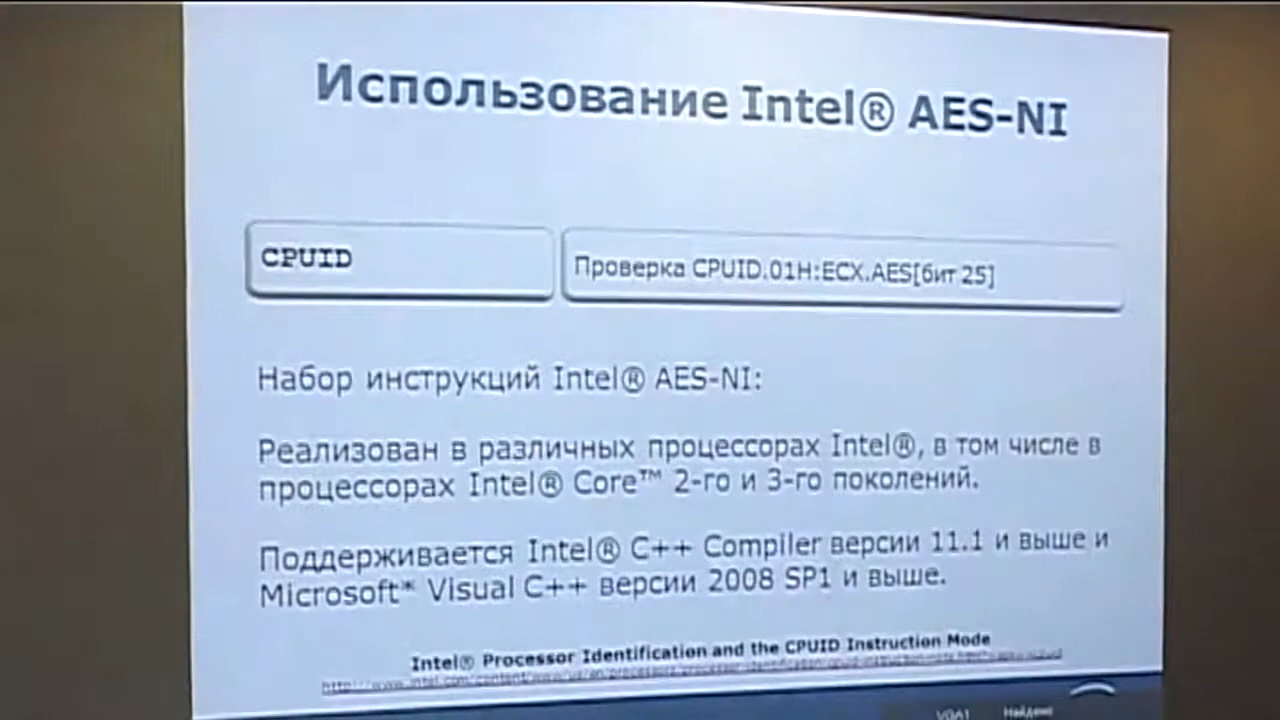 Использование Intel® AES-NI
CPUID
Проверка CPUID.01H:ECX.AES[бит 25]
Набор инструкций Intel® AES-NI:
Реализован в различных процессорах Intel®, в том числе в
процессорах Intel® Core™ 2-го и 3-го поколений.
Поддерживается Intel® C++ Compiler версии 11.1 и выше и
Microsoft* Visual C++ версии 2008 SP1 и выше.
Intel® Processor Identification and the CPUID Instruction Mode
VGA1 Найдено